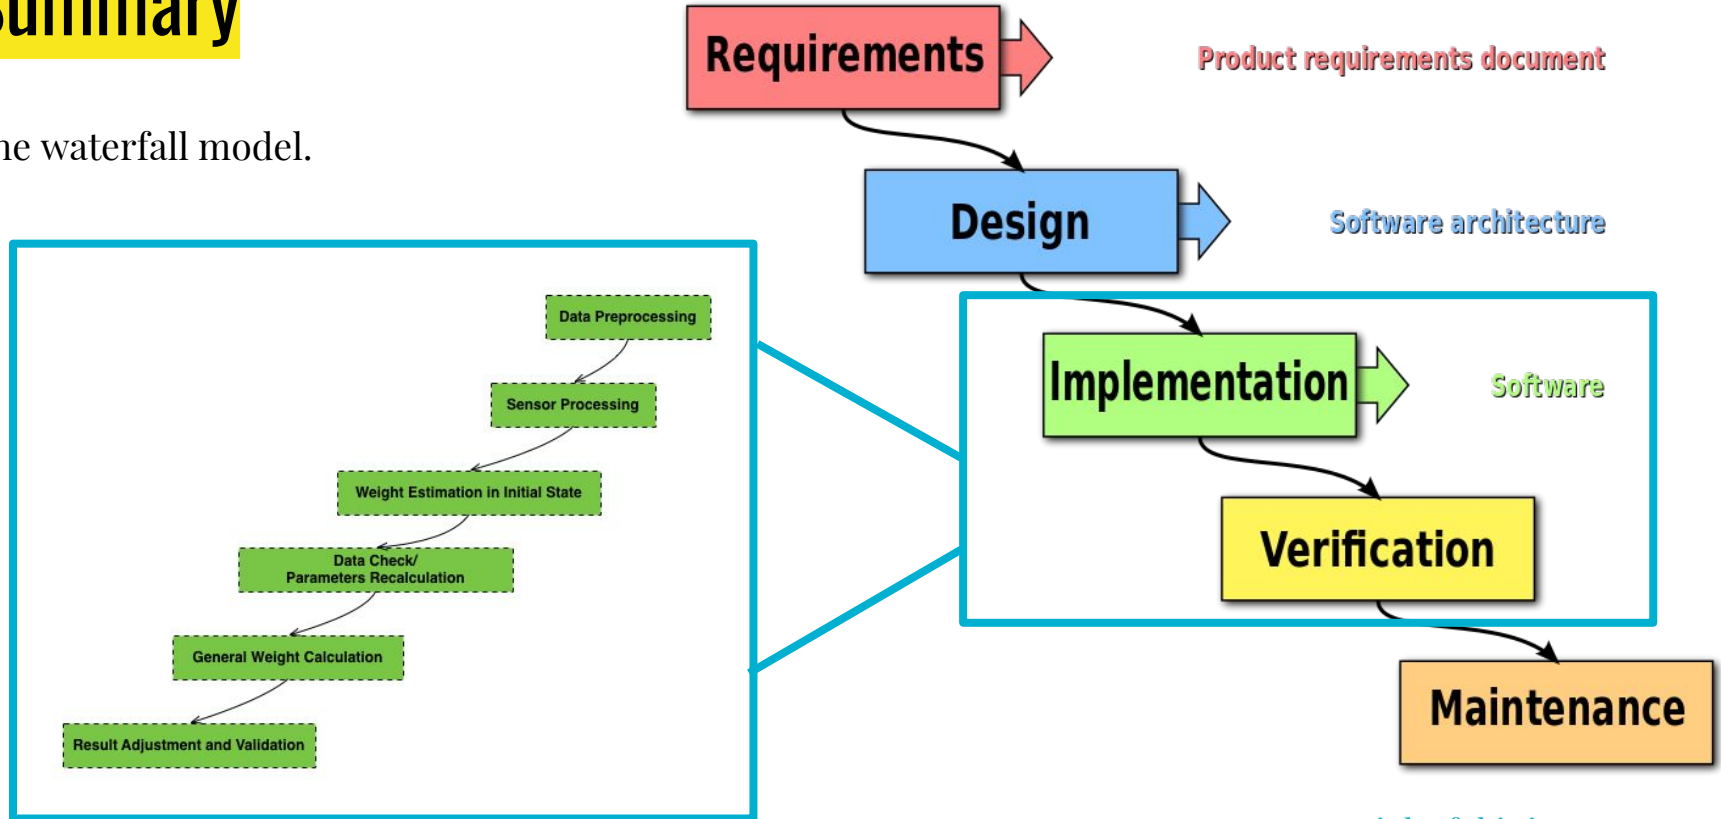 summary
he waterfall model.
Requirements
Product requirements document
Design
Software architecture
Data Preprocessing
Sensor Processing
Weight Estimation in Initial State
Data Check/
Parameters Recalculation
General Weight Calculation
Result Adjustment and Validation
Implementation
Software
Verification
Maintenance